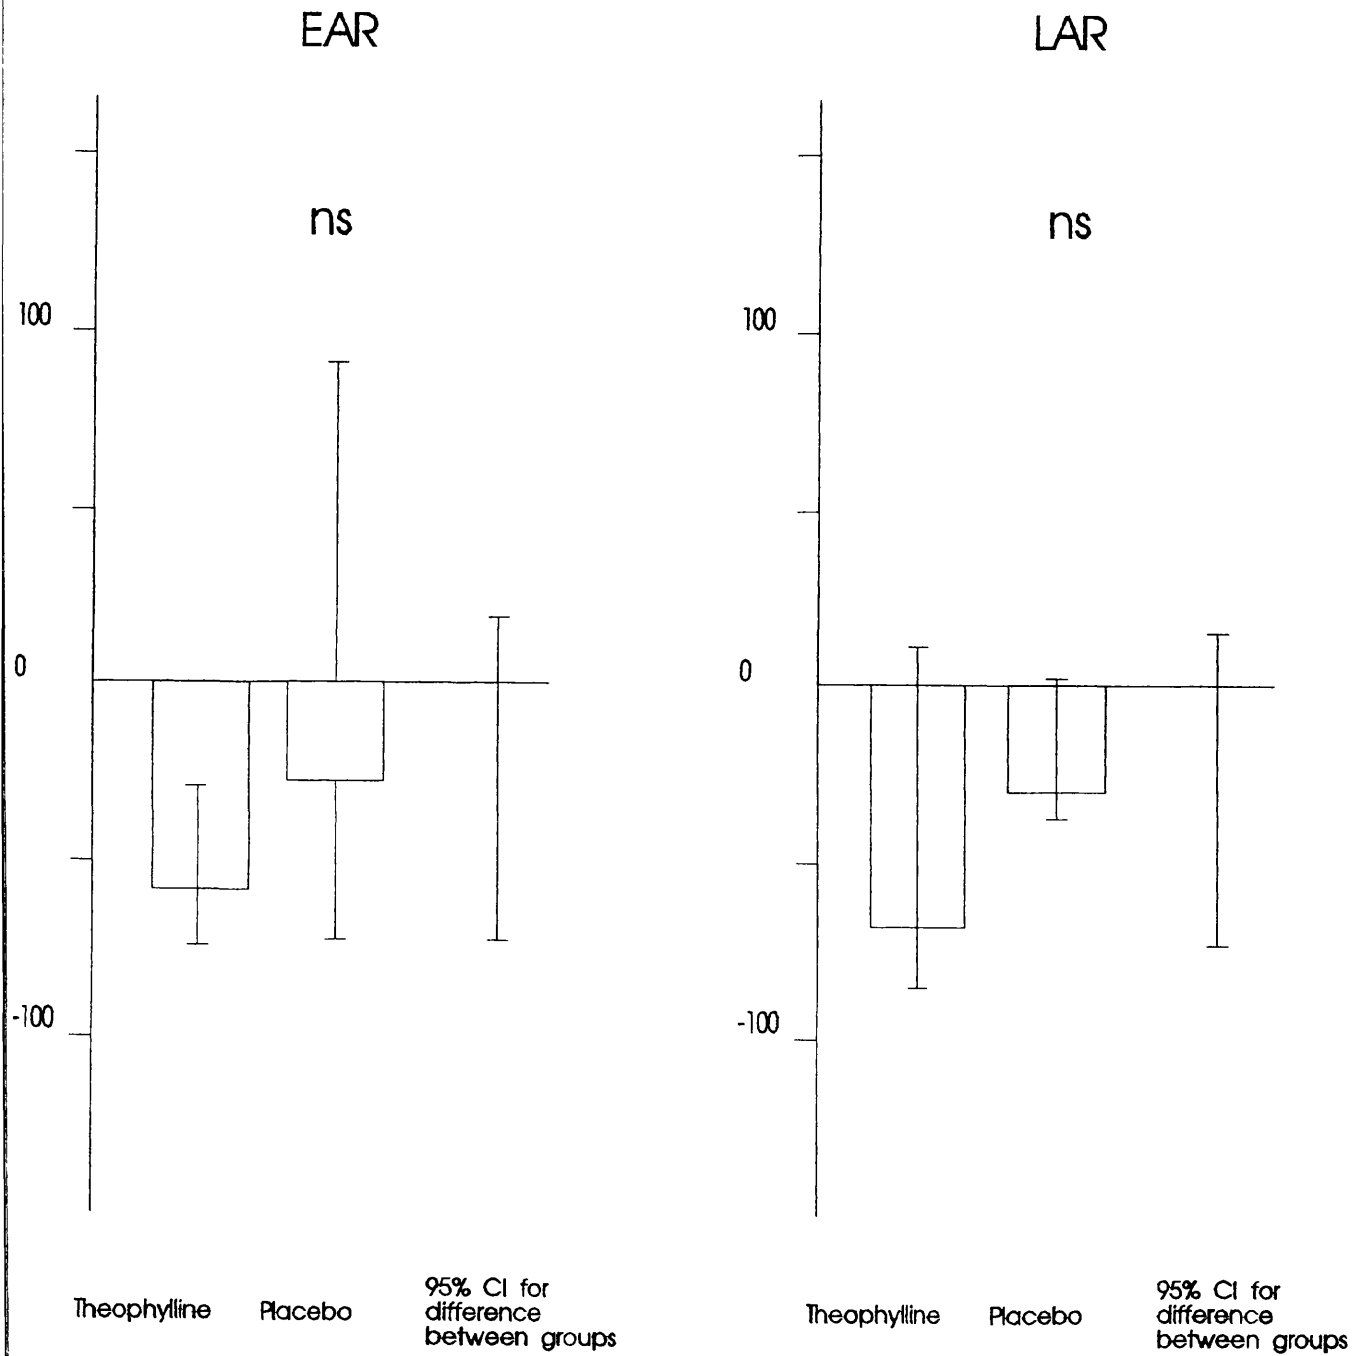 EAR
ns
100
0
-100
Theophylline
Placebo
95% CI for
difference
between groups
LAR
ns
100
0
-100
Theophylline
Placebo
95% CI for
difference
between groups